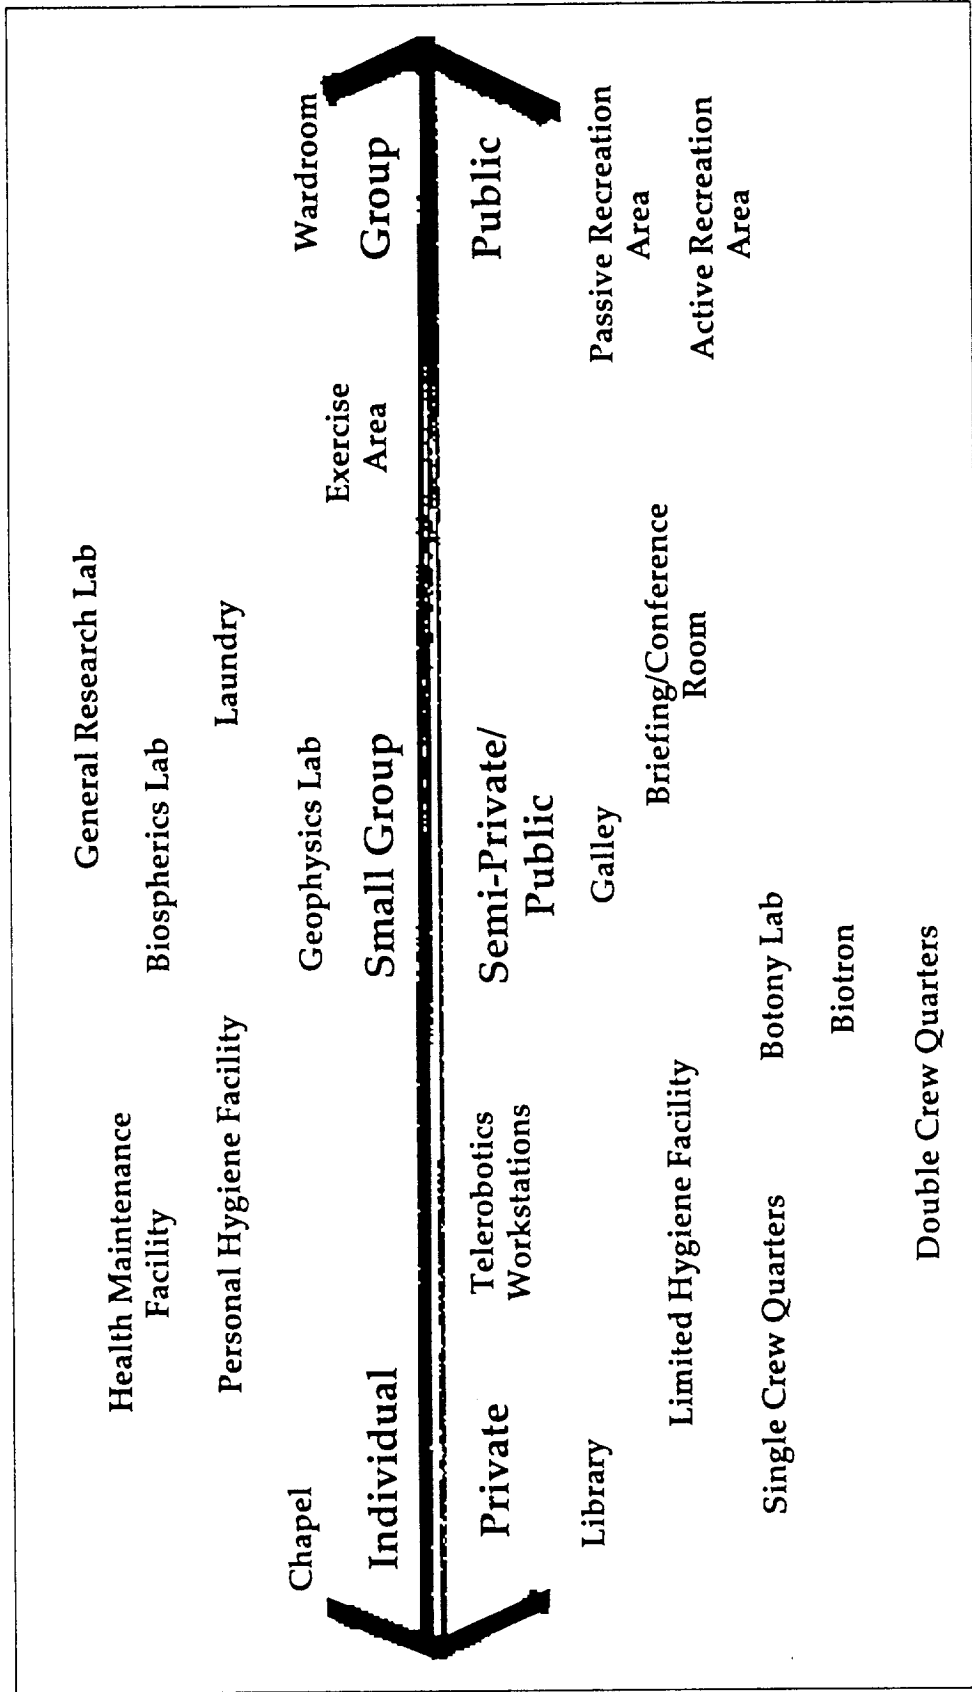 General Research Lab
Health Maintenance
Facility
Biospherics Lab
Personal Hygiene Facility
Laundry
Chapel
Geophysics Lab
Wardroom
Exercise
Area
Individual
Small Group
Group
Private
Telerobotics
Workstations
Semi-Private/
Public
Public
Library
Galley
Passive Recreation
Area
Limited Hygiene Facility
Briefing/Conference
Room
Active Recreation
Area
Single Crew Quarters
Botony Lab
Biotron
Double Crew Quarters